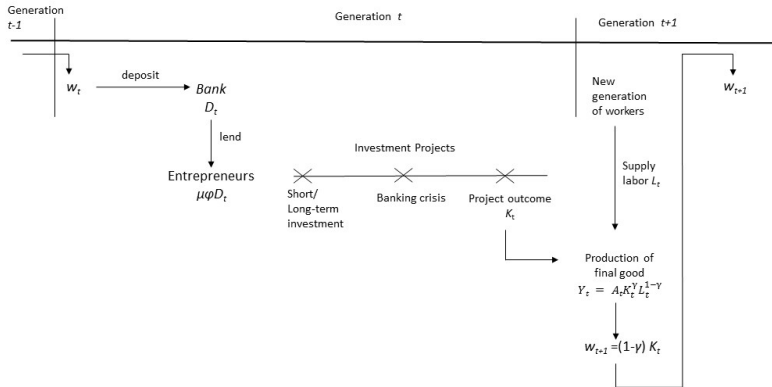 Generation
t-1
Generation t
Generation t+1
w_t
deposit
Bank
D_t
lend
Entrepreneurs
μφD_t
Investment Projects
Short/
Long-term
investment
Banking crisis
Project outcome
K_t
New
generation
of workers
Supply
labor L_t
Production of
final good
Y_t = A_t K_t^γ L_t^{1-γ}
w_{t+1} =(1-γ) K_t
w_{t+1}